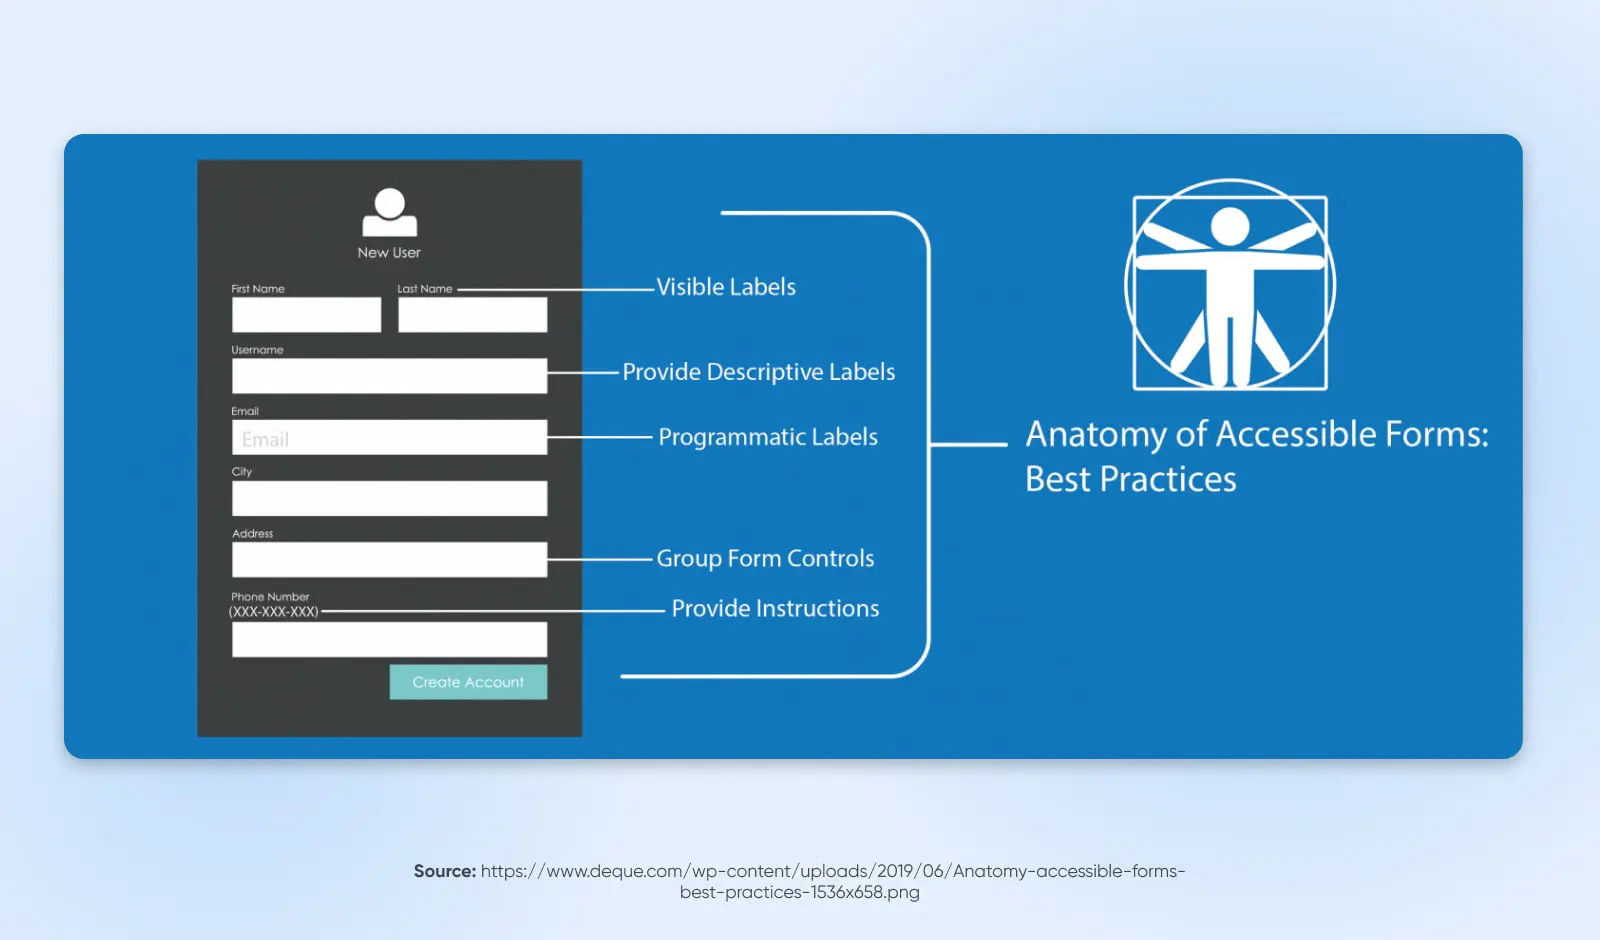 New User
First Name
Last Name
Visible Labels
Username
Provide Descriptive Labels
Email
Email
Programmatic Labels
City
Address
Group Form Controls
Phone Number
(XXX-XXX-XXX)
Provide Instructions
Create Account
Anatomy of Accessible Forms:
Best Practices
Source: https://www.deque.com/wp-content/uploads/2019/06/Anatomy-accessible-forms-
best-practices-1536x658.png